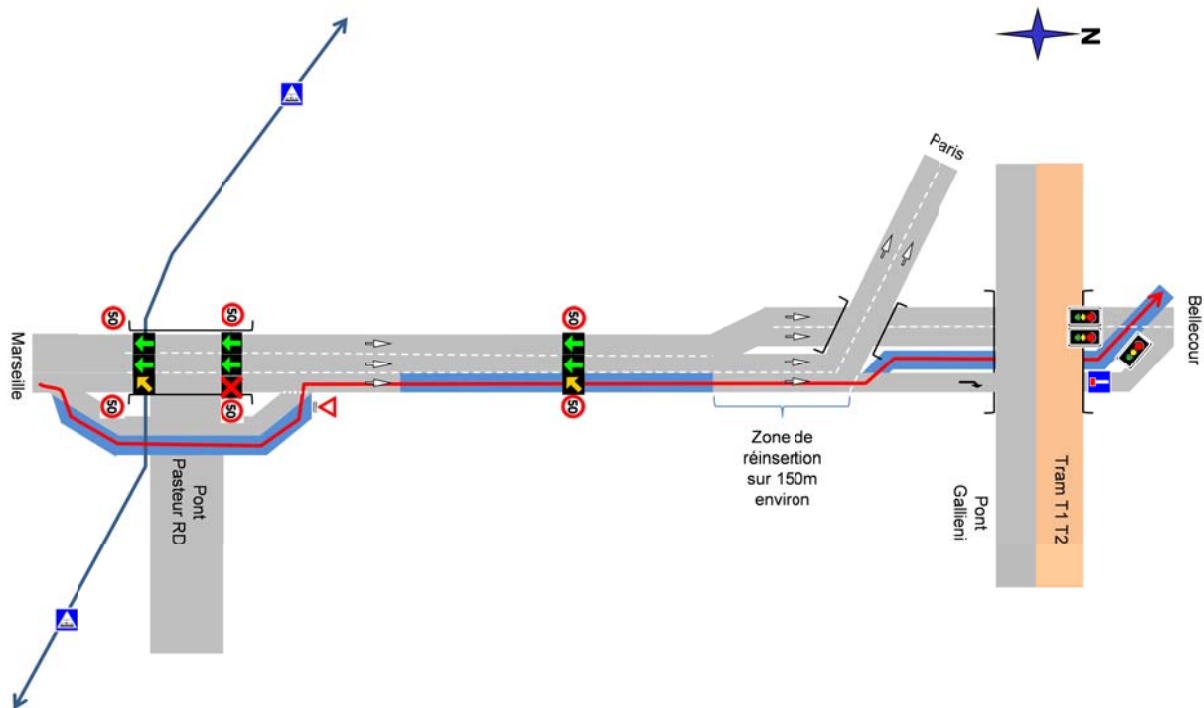 N
Paris
Bellecour
Marseille
50
50
50
50
50
50
Zone de
réinsertion
sur 150m
environ
Pont
Pasteur RD
Pont
Gallieni
Tram T1 T2